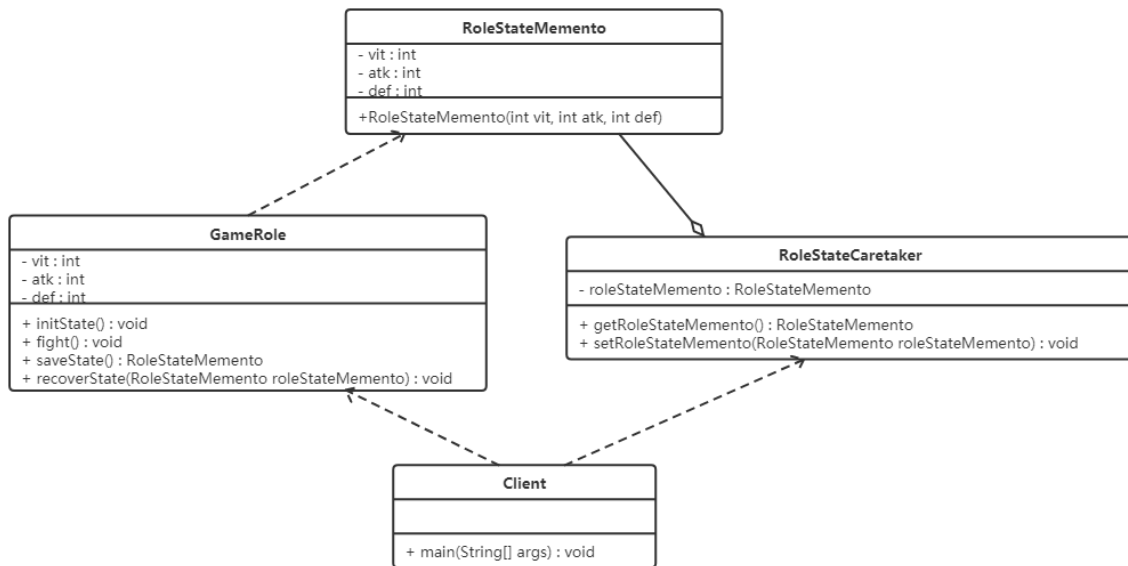 RoleStateMemento
- vit : int
- atk : int
- def : int
+RoleStateMemento(int vit, int atk, int def)
GameRole
- vit : int
- atk : int
- def : int
+ initState() : void
+ fight() : void
+ saveState() : RoleStateMemento
+ recoverState(RoleStateMemento roleStateMemento) : void
RoleStateCaretaker
- roleStateMemento : RoleStateMemento
+ getRoleStateMemento() : RoleStateMemento
+ setRoleStateMemento(RoleStateMemento roleStateMemento) : void
Client
+ main(String[] args) : void